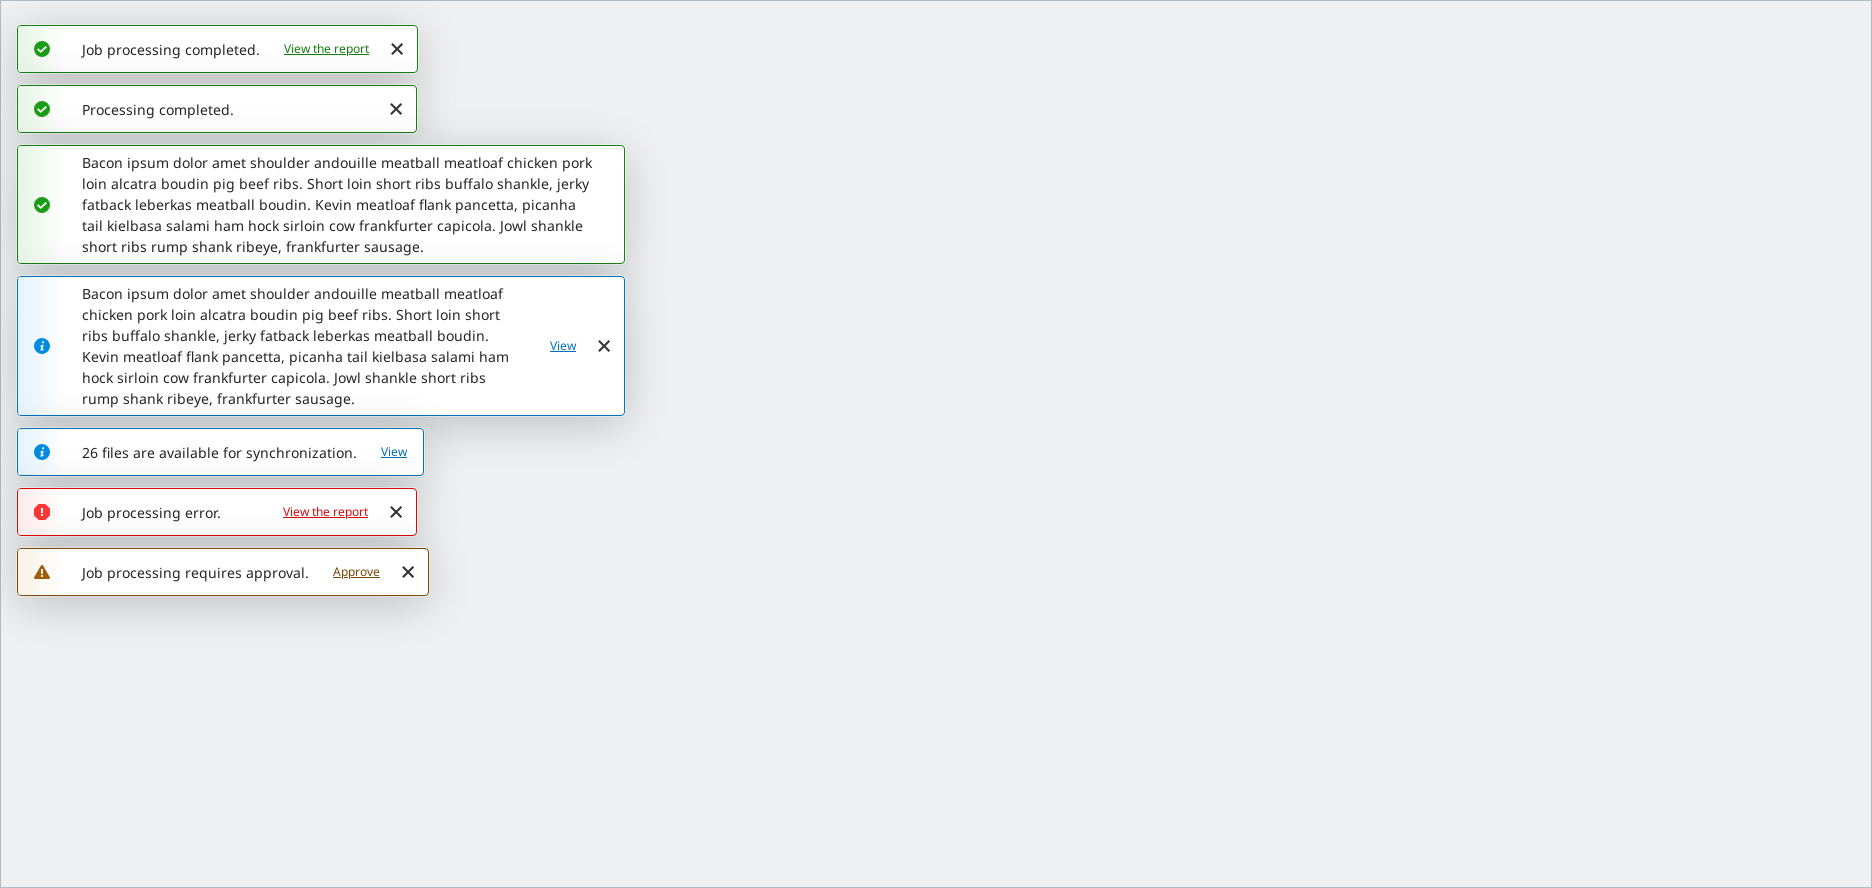 Job processing completed. View the report
Processing completed.
Bacon ipsum dolor amet shoulder andouille meatball meatloaf chicken pork
loin alcatra boudin pig beef ribs. Short loin short ribs buffalo shankle, jerky
fatback leberkas meatball boudin. Kevin meatloaf flank pancetta, picanha
tail kielbasa salami ham hock sirloin cow frankfurter capicola. Jowl shankle
short ribs rump shank ribeye, frankfurter sausage.
Bacon ipsum dolor amet shoulder andouille meatball meatloaf
chicken pork loin alcatra boudin pig beef ribs. Short loin short
ribs buffalo shankle, jerky fatback leberkas meatball boudin.
Kevin meatloaf flank pancetta, picanha tail kielbasa salami ham
hock sirloin cow frankfurter capicola. Jowl shankle short ribs
rump shank ribeye, frankfurter sausage.
View
26 files are available for synchronization. View
Job processing error. View the report
Job processing requires approval. Approve